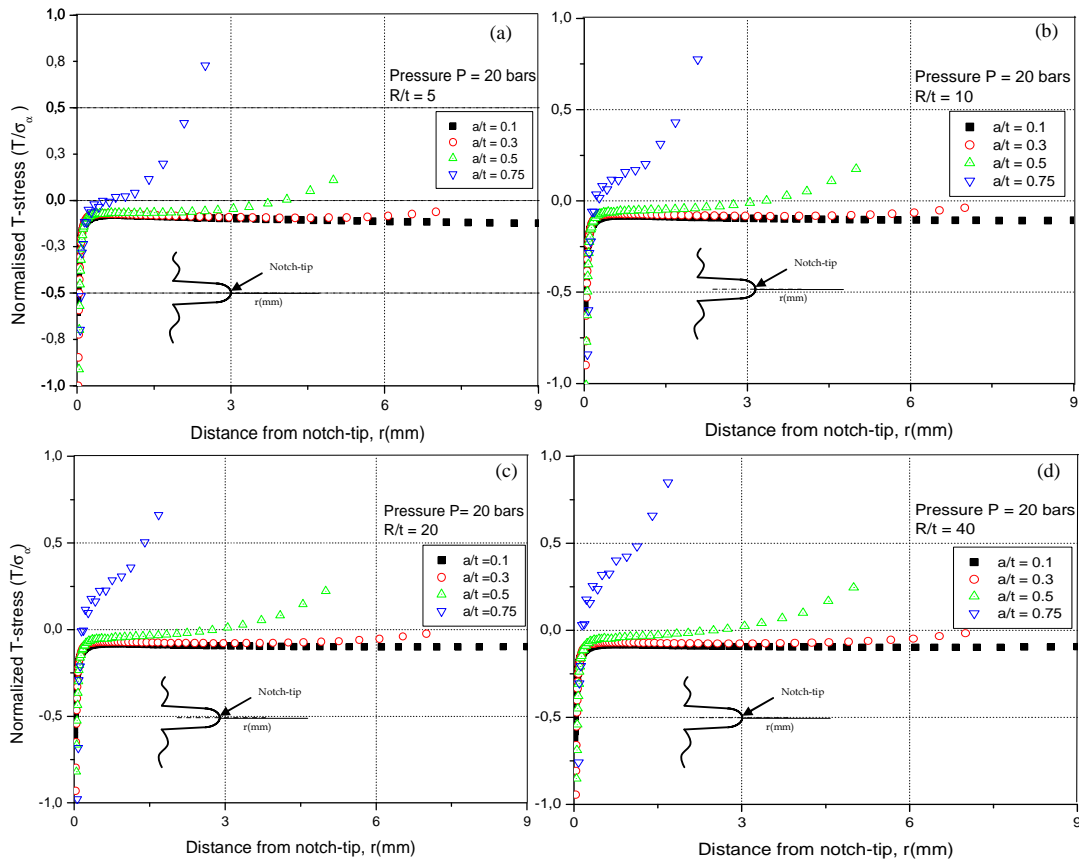 (a)
Pressure P = 20 bars
R/t = 5
a/t = 0.1
a/t = 0.3
a/t = 0.5
a/t = 0.75
Notch-tip
r(mm)
1,0
0,8
0,5
0,3
0,0
-0,3
-0,5
-0,8
-1,0
Normalised T-stress (T/σα)
0
3
6
9
Distance from notch-tip, r(mm)
(b)
Pressure P = 20 bars
R/t = 10
a/t = 0.1
a/t = 0.3
a/t = 0.5
a/t = 0.75
Notch-tip
r(mm)
1,0
0,5
0,0
-0,5
-1,0
0
3
6
9
Distance from notch-tip, r(mm)
(c)
Pressure P= 20 bars
R/t = 20
a/t =0.1
a/t =0.3
a/t =0.5
a/t =0.75
Notch-tip
r(mm)
1,0
0,5
0,0
-0,5
-1,0
Normalized T-stress (T/σα)
0
3
6
9
Distance from notch-tip, r(mm)
(d)
Pressure P = 20 bars
R/t = 40
a/t = 0.1
a/t = 0.3
a/t = 0.5
a/t = 0.75
Notch-tip
r(mm)
1,0
0,5
0,0
-0,5
-1,0
0
3
6
9
Distance from notch-tip, r(mm)